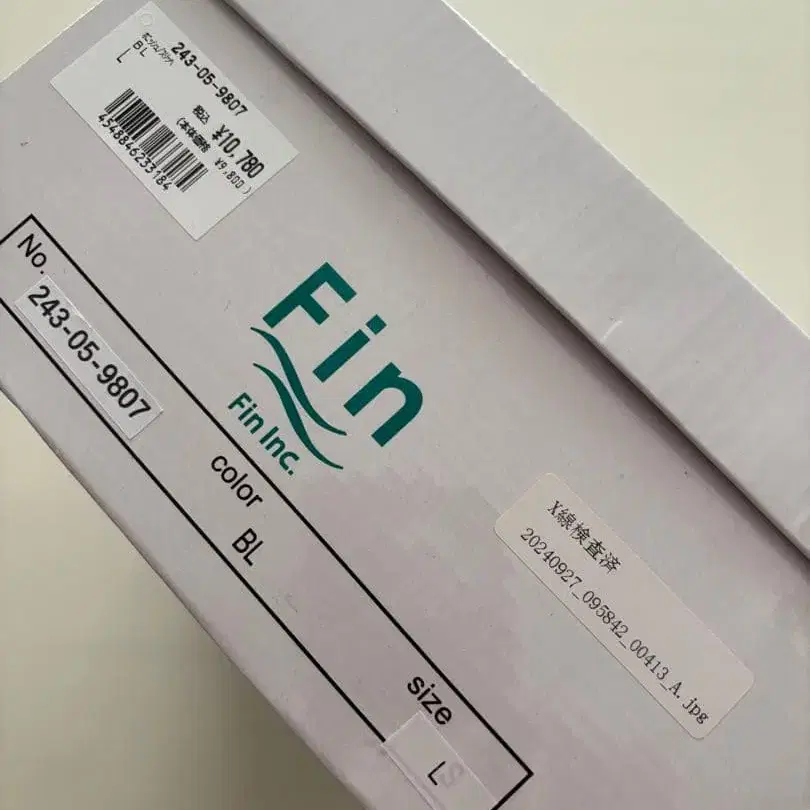 243-05-9807
BL
L
税込 ¥10,780
(本体価格 ¥9,800)
4548846233184
Fin
Fin Inc.
No.
243-05-9807
color
BL
size
L
X線検査済
20240927_095842_00413_A.jpg